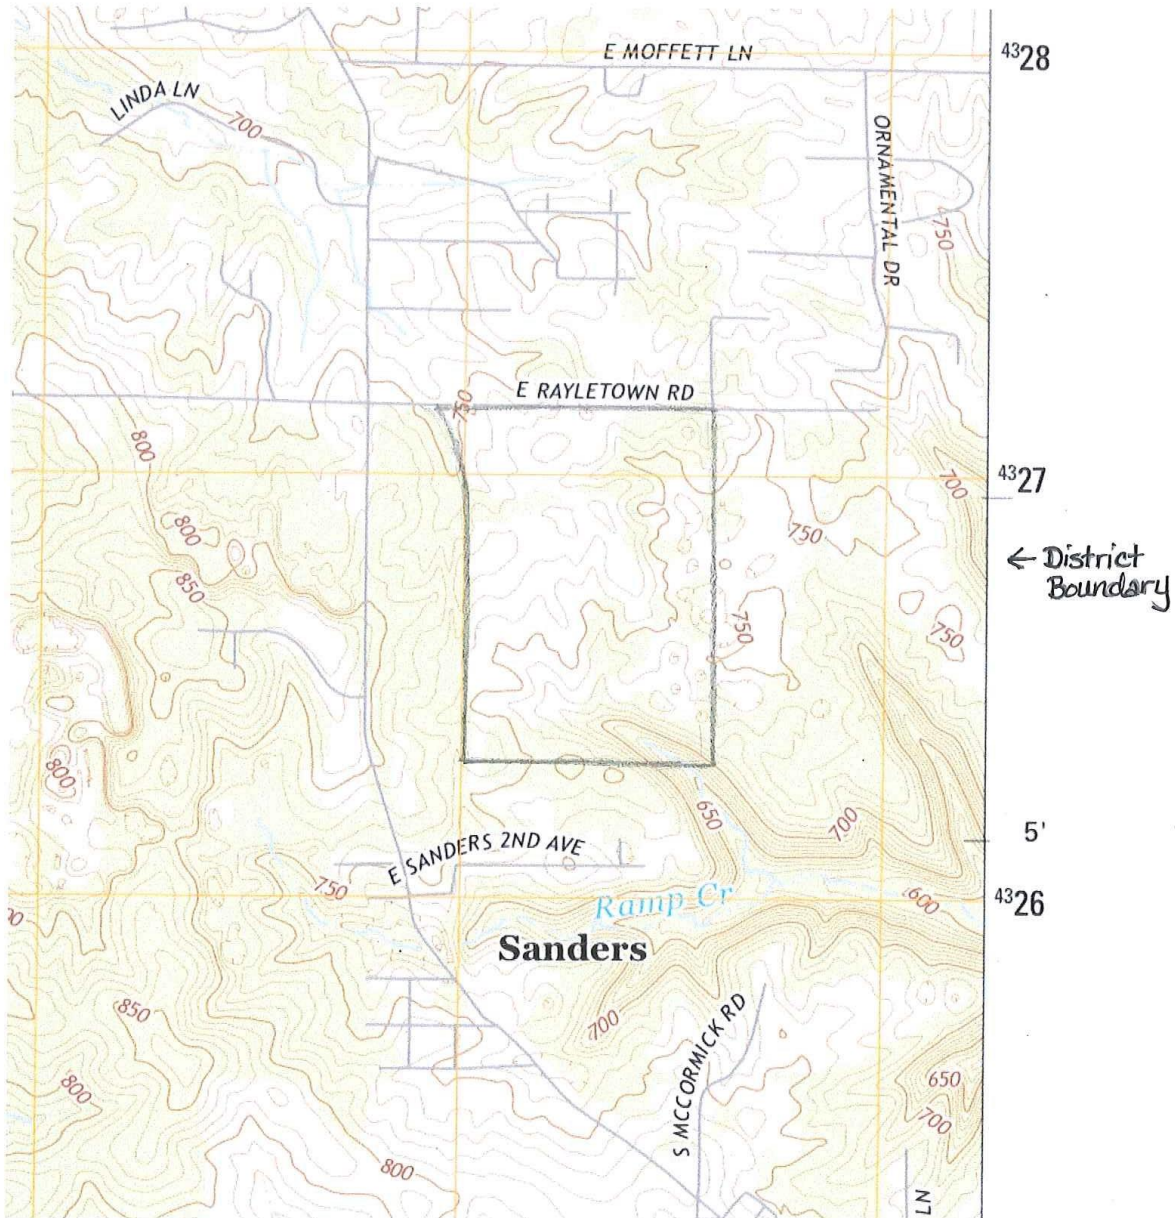 E MOFFETT LN
4328
LINDA LN
700
ORNAMENTAL DR
750
E RAYLETOWN RD
750
800
700
4327
800
750
← District
Boundary
850
750
750
800
650
700
5'
E SANDERS 2ND AVE
750
600
4326
Ramp Cr
Sanders
850
700
S MCCORMICK RD
800
650
700
800
LN